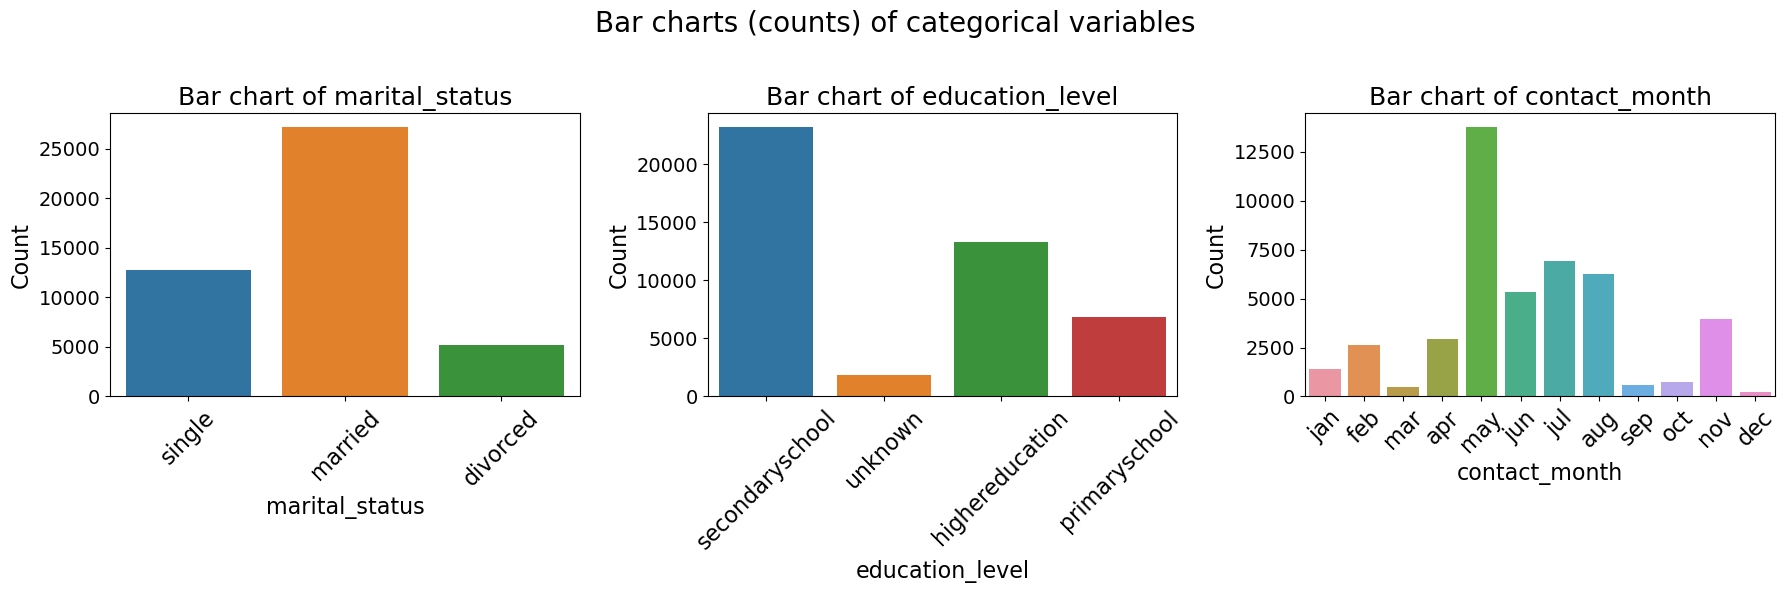 Bar charts (counts) of categorical variables
Bar chart of marital_status
Count
25000
20000
15000
10000
5000
0
single
married
divorced
marital_status
Bar chart of education_level
Count
20000
15000
10000
5000
0
secondaryschool
unknown
highereducation
primaryschool
education_level
Bar chart of contact_month
Count
12500
10000
7500
5000
2500
0
jan
feb
mar
apr
may
jun
jul
aug
sep
oct
nov
dec
contact_month